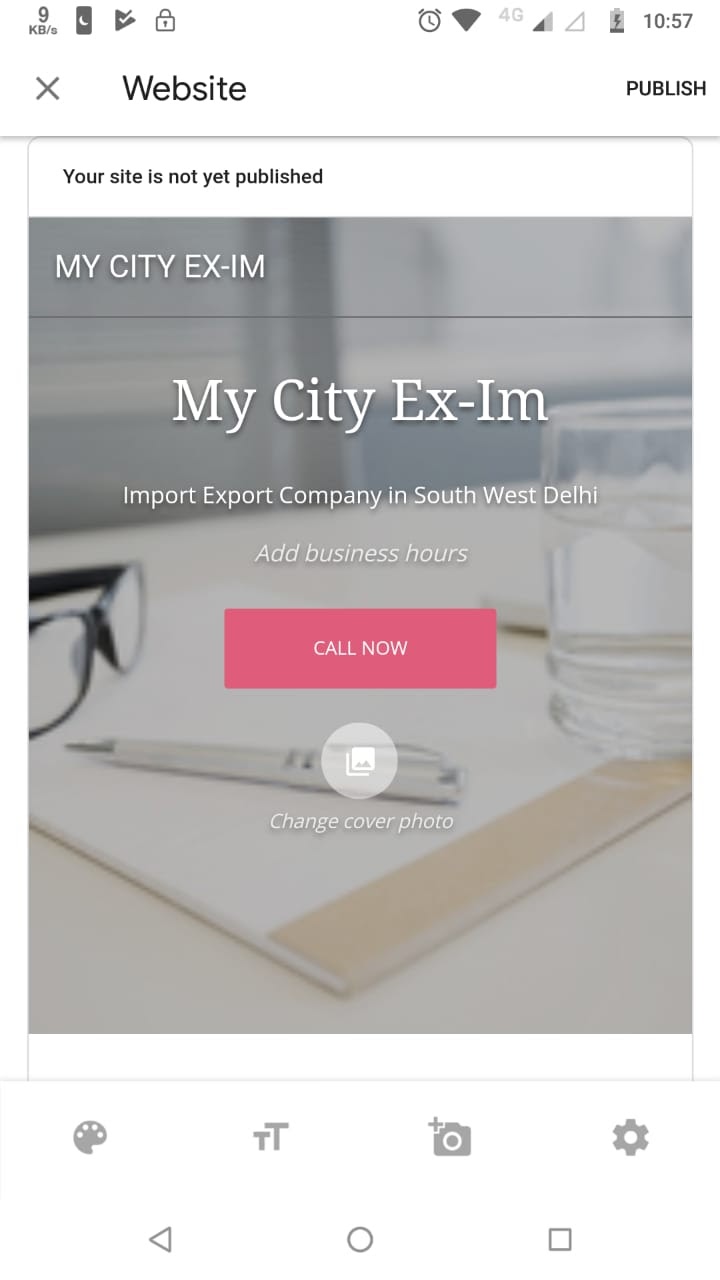 9
KB/s
4G
10:57
Website
PUBLISH
Your site is not yet published
MY CITY EX-IM
My City Ex-Im
Import Export Company in South West Delhi
Add business hours
CALL NOW
Change cover photo
TT